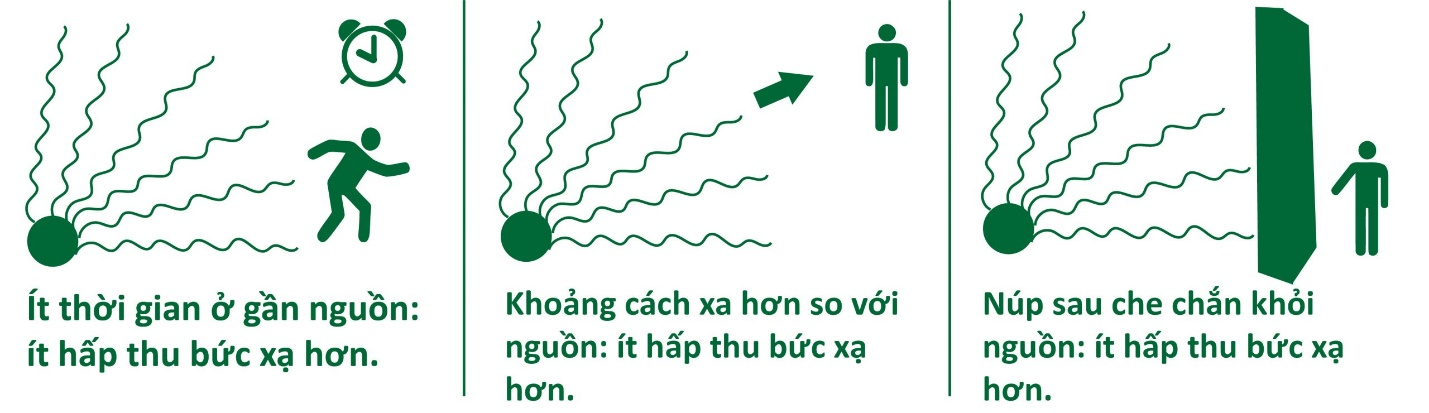 Ít thời gian ở gần nguồn:
ít hấp thu bức xạ hơn.
Khoảng cách xa hơn so với
nguồn: ít hấp thu bức xạ
hơn.
Núp sau che chắn khỏi
nguồn: ít hấp thu bức xạ
hơn.